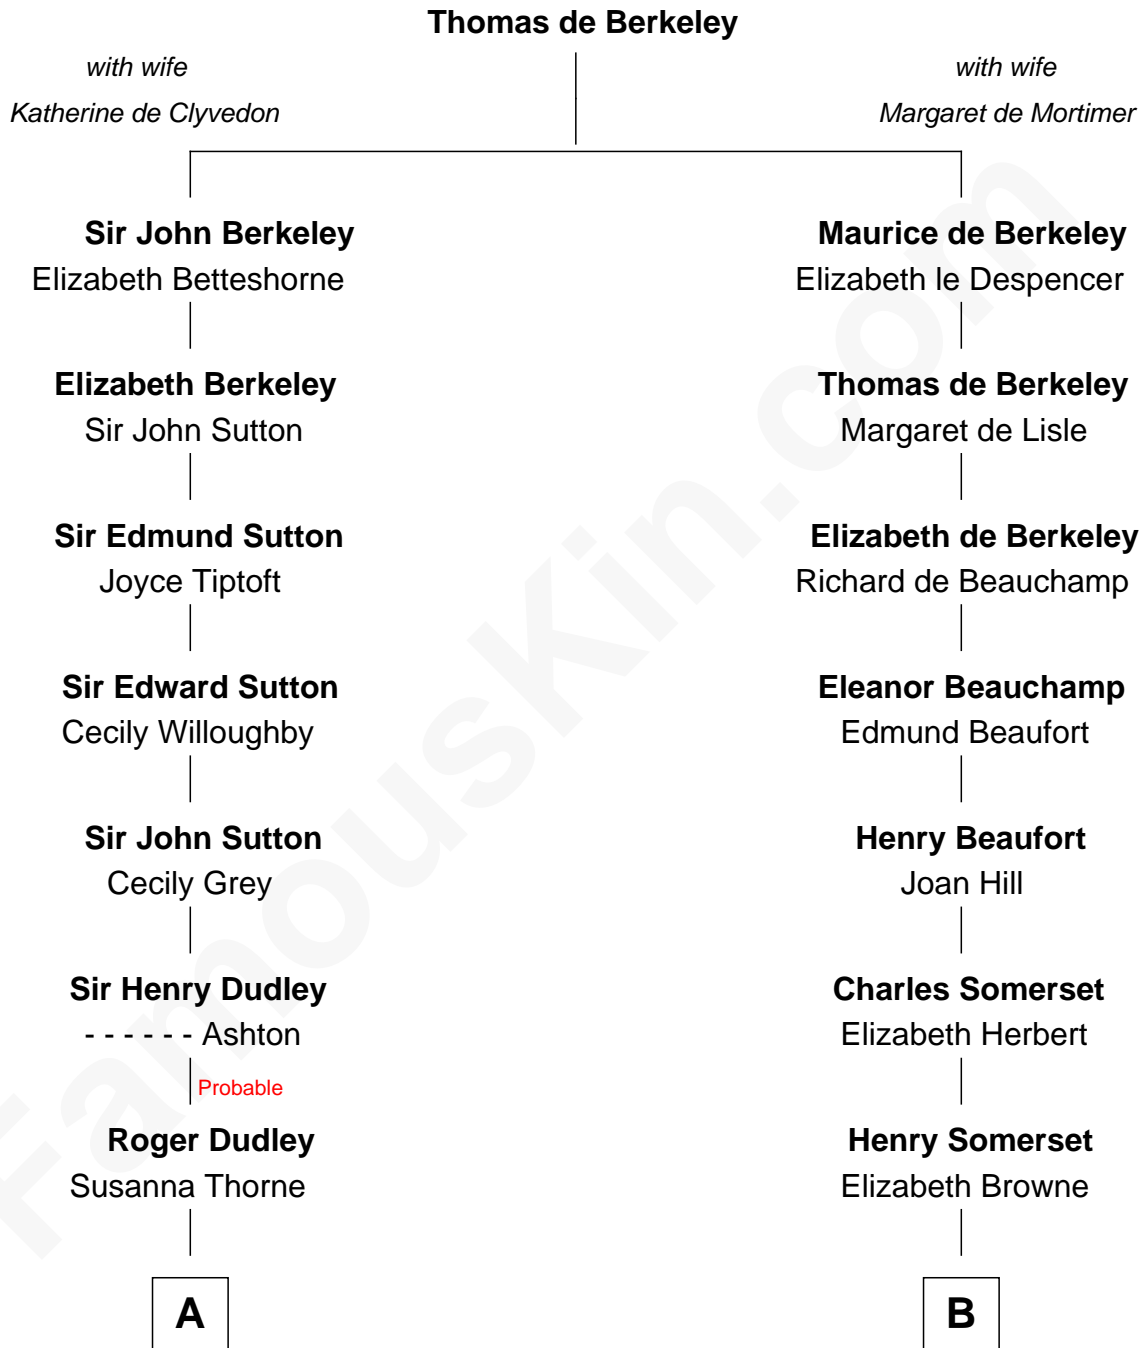 Thomas de Berkeley
with wife
Katherine de Clyvedon
with wife
Margaret de Mortimer
Sir John Berkeley
Elizabeth Betteshorne
Maurice de Berkeley
Elizabeth le Despencer
Elizabeth Berkeley
Sir John Sutton
Thomas de Berkeley
Margaret de Lisle
Sir Edmund Sutton
Joyce Tiptoft
Elizabeth de Berkeley
Richard de Beauchamp
Sir Edward Sutton
Cecily Willoughby
Eleanor Beauchamp
Edmund Beaufort
Sir John Sutton
Cecily Grey
Henry Beaufort
Joan Hill
Sir Henry Dudley
- - - - - - Ashton
Charles Somerset
Elizabeth Herbert
Probable
Roger Dudley
Susanna Thorne
Henry Somerset
Elizabeth Browne
A
B
FamousKin.com